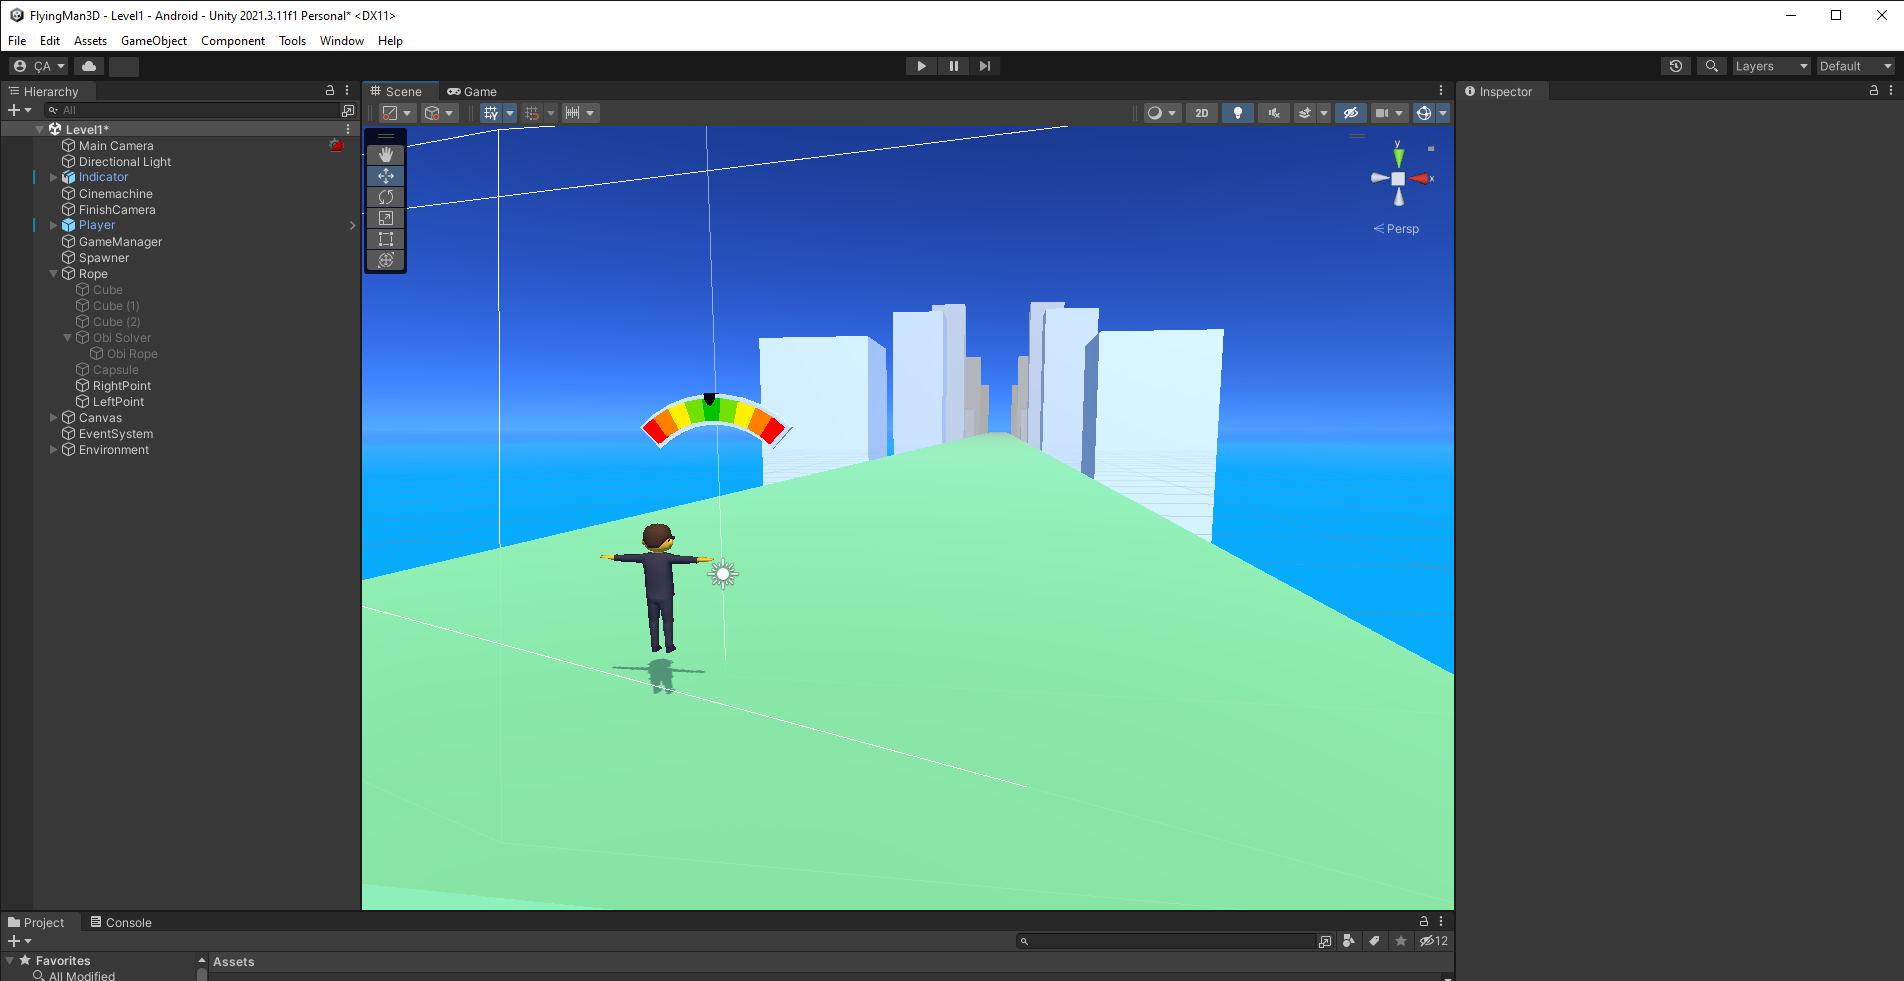 FlyingMan3D - Level1 - Android - Unity 2021.3.11f1 Personal* <DX11>
File Edit Assets GameObject Component Tools Window Help
ÇA Layers Default
Hierarchy
All
Level1*
Main Camera
Directional Light
Indicator
Cinemachine
FinishCamera
Player
GameManager
Spawner
Rope
Cube
Cube (1)
Cube (2)
Obi Solver
Obi Rope
Capsule
RightPoint
LeftPoint
Canvas
EventSystem
Environment
Scene Game
2D
y
x
Persp
Inspector
Project Console
12
Favorites
All Modified
Assets